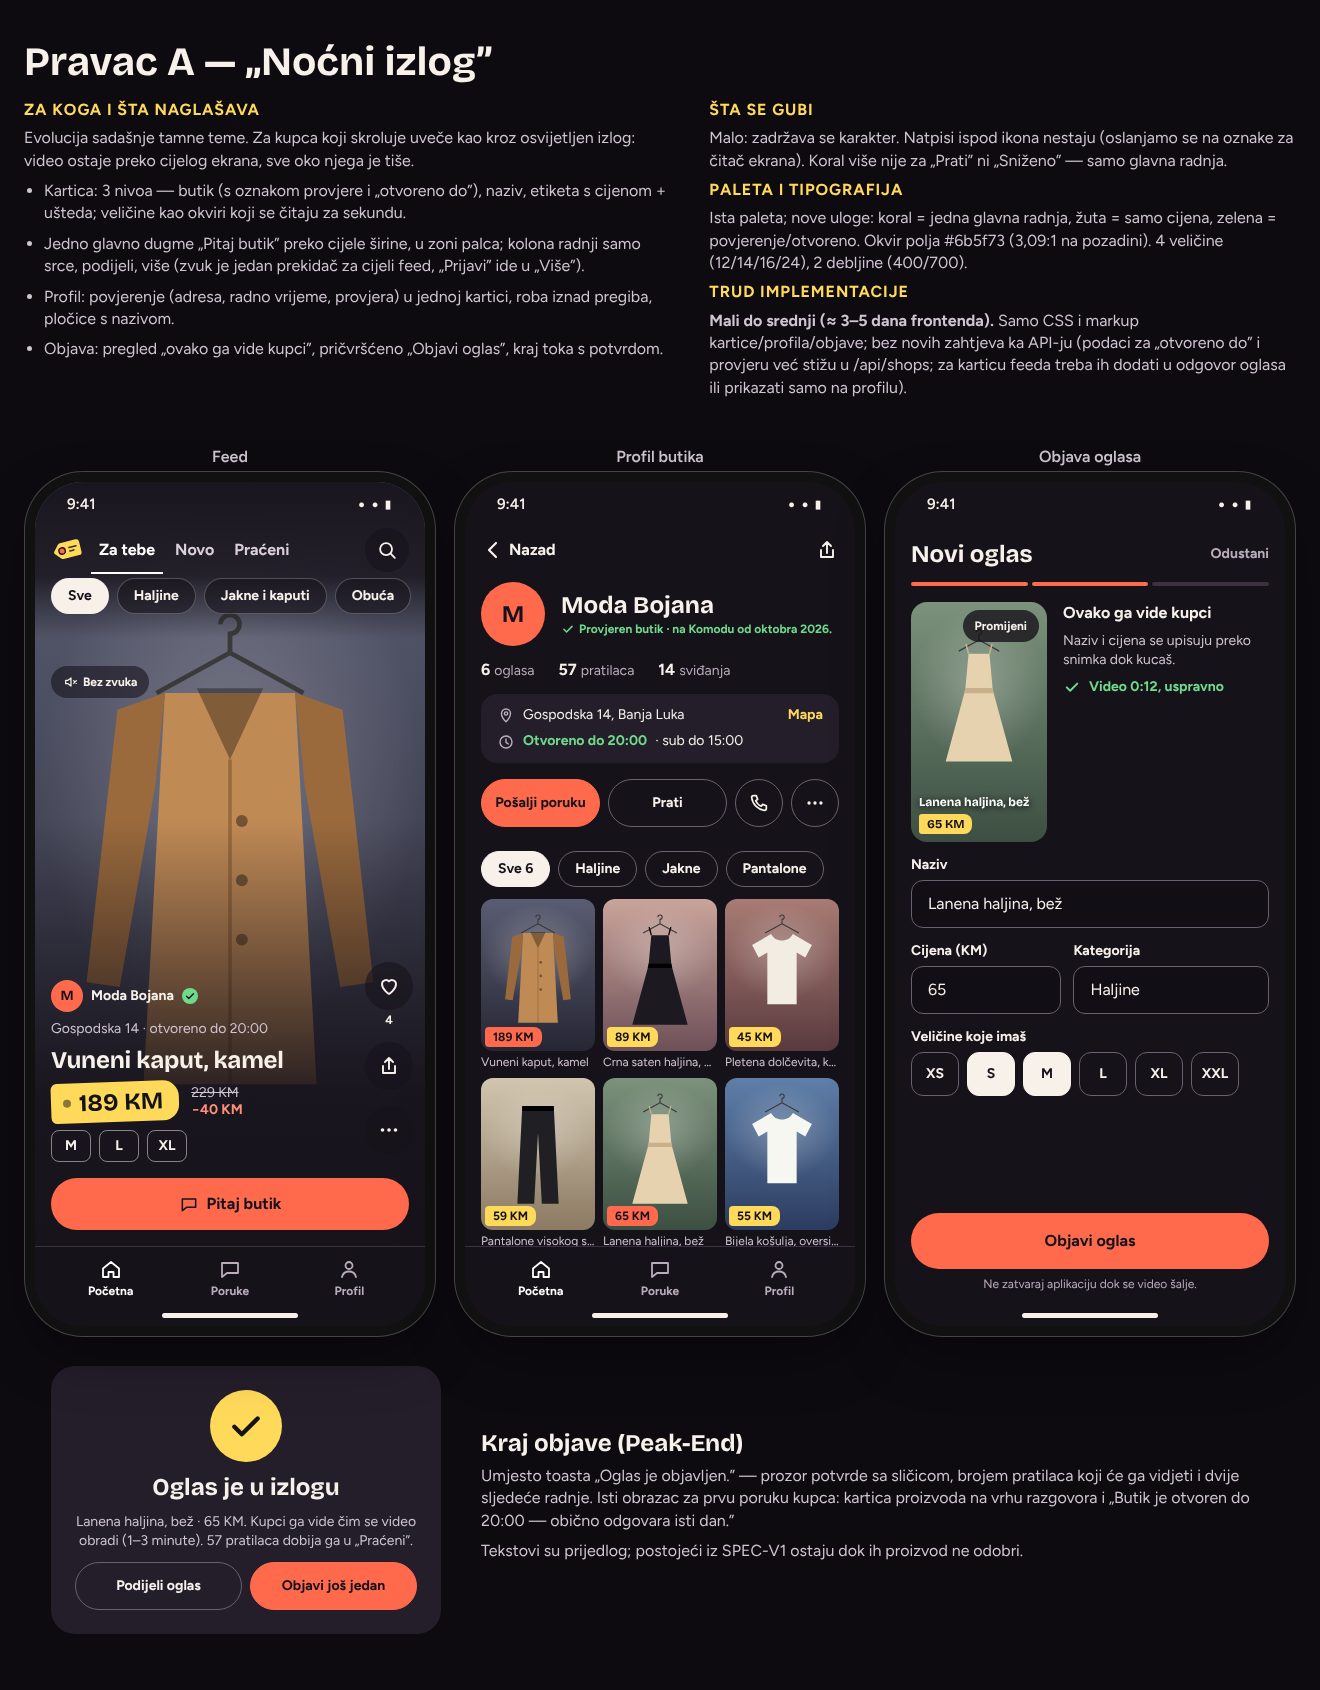 Pravac A — „Noćni izlog”
ZA KOGA I ŠTA NAGLAŠAVA
Evolucija sadašnje tamne teme. Za kupca koji skroluje uveče kao kroz osvijetljen izlog:
video ostaje preko cijelog ekrana, sve oko njega je tiše.
• Kartica: 3 nivoa — butik (s oznakom provjere i „otvoreno do”), naziv, etiketa s cijenom +
ušteda; veličine kao okviri koji se čitaju za sekundu.
• Jedno glavno dugme „Pitaj butik” preko cijele širine, u zoni palca; kolona radnji samo
srce, podijeli, više (zvuk je jedan prekidač za cijeli feed, „Prijavi” ide u „Više”).
• Profil: povjerenje (adresa, radno vrijeme, provjera) u jednoj kartici, roba iznad pregiba,
pločice s nazivom.
• Objava: pregled „ovako ga vide kupci”, pričvršćeno „Objavi oglas”, kraj toka s potvrdom.
ŠTA SE GUBI
Malo: zadržava se karakter. Natpisi ispod ikona nestaju (oslanjamo se na oznake za
čitač ekrana). Koral više nije za „Prati” ni „Sniženo” — samo glavna radnja.
PALETA I TIPOGRAFIJA
Ista paleta; nove uloge: koral = jedna glavna radnja, žuta = samo cijena, zelena =
povjerenje/otvoreno. Okvir polja #6b5f73 (3,09:1 na pozadini). 4 veličine
(12/14/16/24), 2 debljine (400/700).
TRUD IMPLEMENTACIJE
Mali do srednji (≈ 3–5 dana frontenda). Samo CSS i markup
kartice/profila/objave; bez novih zahtjeva ka API-ju (podaci za „otvoreno do” i
provjeru već stižu u /api/shops; za karticu feeda treba ih dodati u odgovor oglasa
ili prikazati samo na profilu).
Feed
9:41
Za tebe Novo Praćeni
Sve Haljine Jakne i kaputi Obuća
Bez zvuka
M Moda Bojana
4
Gospodska 14 · otvoreno do 20:00
Vuneni kaput, kamel
189 KM
229 KM
−40 KM
M L XL
Pitaj butik
Početna Poruke Profil
Profil butika
9:41
Nazad
M
Moda Bojana
Provjeren butik · na Komodu od oktobra 2026.
6 oglasa 57 pratilaca 14 sviđanja
Gospodska 14, Banja Luka Mapa
Otvoreno do 20:00 · sub do 15:00
Pošalji poruku Prati
Sve 6 Haljine Jakne Pantalone
189 KM 89 KM 45 KM
Vuneni kaput, kamel Crna saten haljina, … Pletena dolčevita, k…
59 KM 65 KM 55 KM
Pantalone visokog s… Lanena haljina, bež Bijela košulja, oversi…
Početna Poruke Profil
Objava oglasa
9:41
Novi oglas Odustani
Promijeni
Lanena haljina, bež
65 KM
Ovako ga vide kupci
Naziv i cijena se upisuju preko
snimka dok kucaš.
Video 0:12, uspravno
Naziv
Lanena haljina, bež
Cijena (KM) Kategorija
65 Haljine
Veličine koje imaš
XS S M L XL XXL
Objavi oglas
Ne zatvaraj aplikaciju dok se video šalje.
Oglas je u izlogu
Lanena haljina, bež · 65 KM. Kupci ga vide čim se video
obradi (1–3 minute). 57 pratilaca dobija ga u „Praćeni”.
Podijeli oglas Objavi još jedan
Kraj objave (Peak-End)
Umjesto toasta „Oglas je objavljen.” — prozor potvrde sa sličicom, brojem pratilaca koji će ga vidjeti i dvije
sljedeće radnje. Isti obrazac za prvu poruku kupca: kartica proizvoda na vrhu razgovora i „Butik je otvoren do
20:00 — obično odgovara isti dan.”
Tekstovi su prijedlog; postojeći iz SPEC-V1 ostaju dok ih proizvod ne odobri.